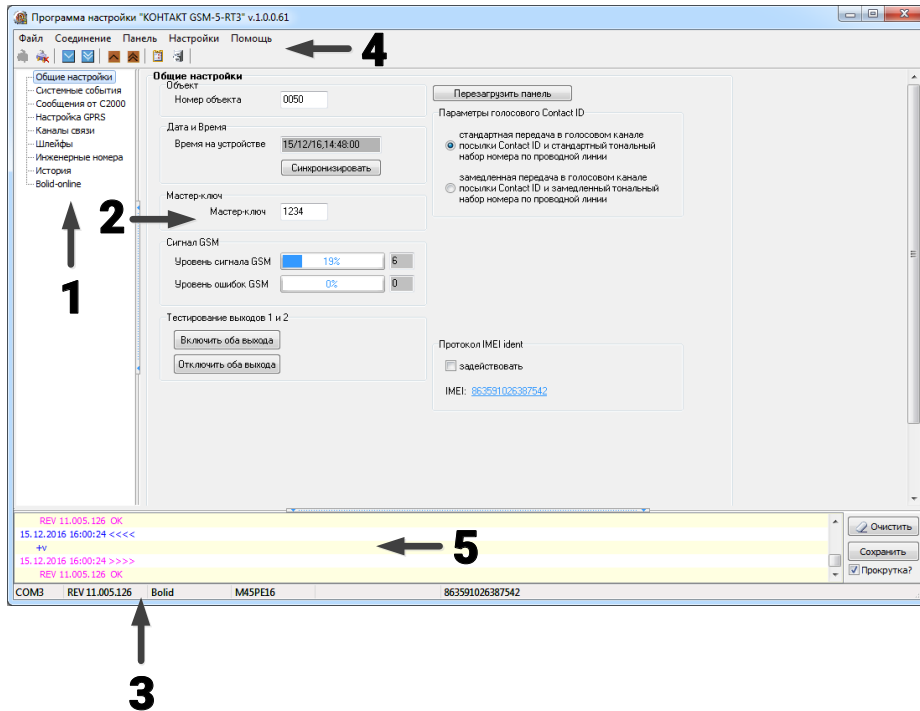 Программа настройки "КОНТАКТ GSM-5-RT3" v.1.0.0.61
Файл Соединение Панель Настройки Помощь
4
Общие настройки
Системные события
Сообщения от С2000
Настройка GPRS
Каналы связи
Шлейфы
Инженерные номера
История
Bolid-online
1
2
Общие настройки
Объект
Номер объекта 0050
Дата и Время
Время на устройстве 15/12/16,14:48:00
Синхронизировать
Мастер-ключ
Мастер-ключ 1234
Сигнал GSM
Уровень сигнала GSM 19% 6
Уровень ошибок GSM 0% 0
Тестирование выходов 1 и 2
Включить оба выхода
Отключить оба выхода
Перезагрузить панель
Параметры голосового Contact ID
стандартная передача в голосовом канале
посылки Contact ID и стандартный тональный
набор номера по проводной линии
замедленная передача в голосовом канале
посылки Contact ID и замедленный тональный
набор номера по проводной линии
Протокол IMEI ident
задействовать
IMEI: 863591026387542
REV 11.005.126 OK
15.12.2016 16:00:24 <<<<
+v
15.12.2016 16:00:24 >>>>
REV 11.005.126 OK
5
Очистить
Сохранить
Прокрутка?
COM3 REV 11.005.126 Bolid M45PE16 863591026387542
3